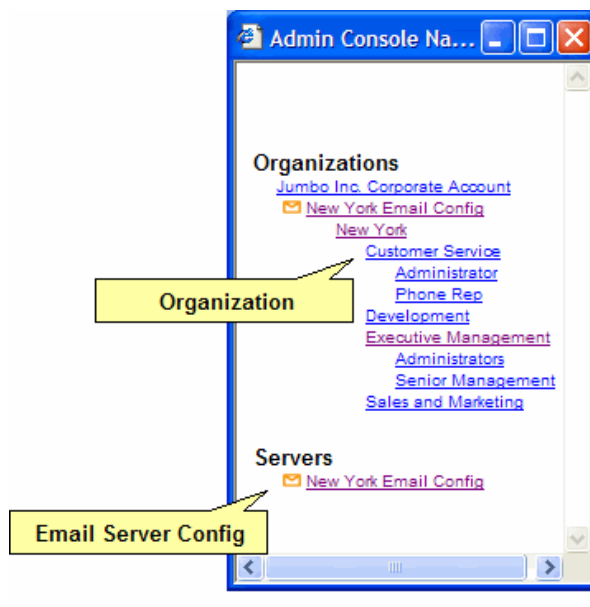 Admin Console Na...
Organizations
Jumbo Inc. Corporate Account
New York Email Config
New York
Customer Service
Administrator
Phone Rep
Organization
Development
Executive Management
Administrators
Senior Management
Sales and Marketing
Servers
New York Email Config
Email Server Config